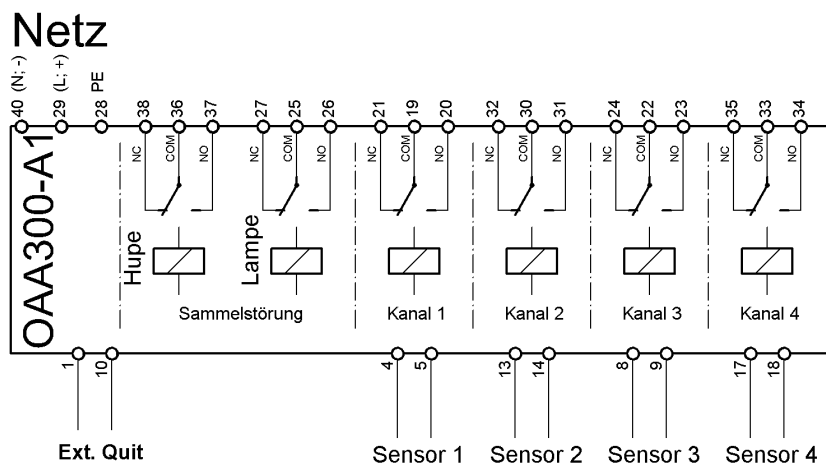 Netz
40 (N; -)
29 (L; +)
28 PE
38
36
37
27
25
26
21
19
20
32
30
31
24
22
23
35
33
34
NC COM NO
NC COM NO
NC COM NO
NC COM NO
NC COM NO
NC COM NO
OAA300-A1
Hupe
Lampe
Sammelstörung
Kanal 1
Kanal 2
Kanal 3
Kanal 4
1
10
4
5
13
14
8
9
17
18
Ext. Quit
Sensor 1
Sensor 2
Sensor 3
Sensor 4